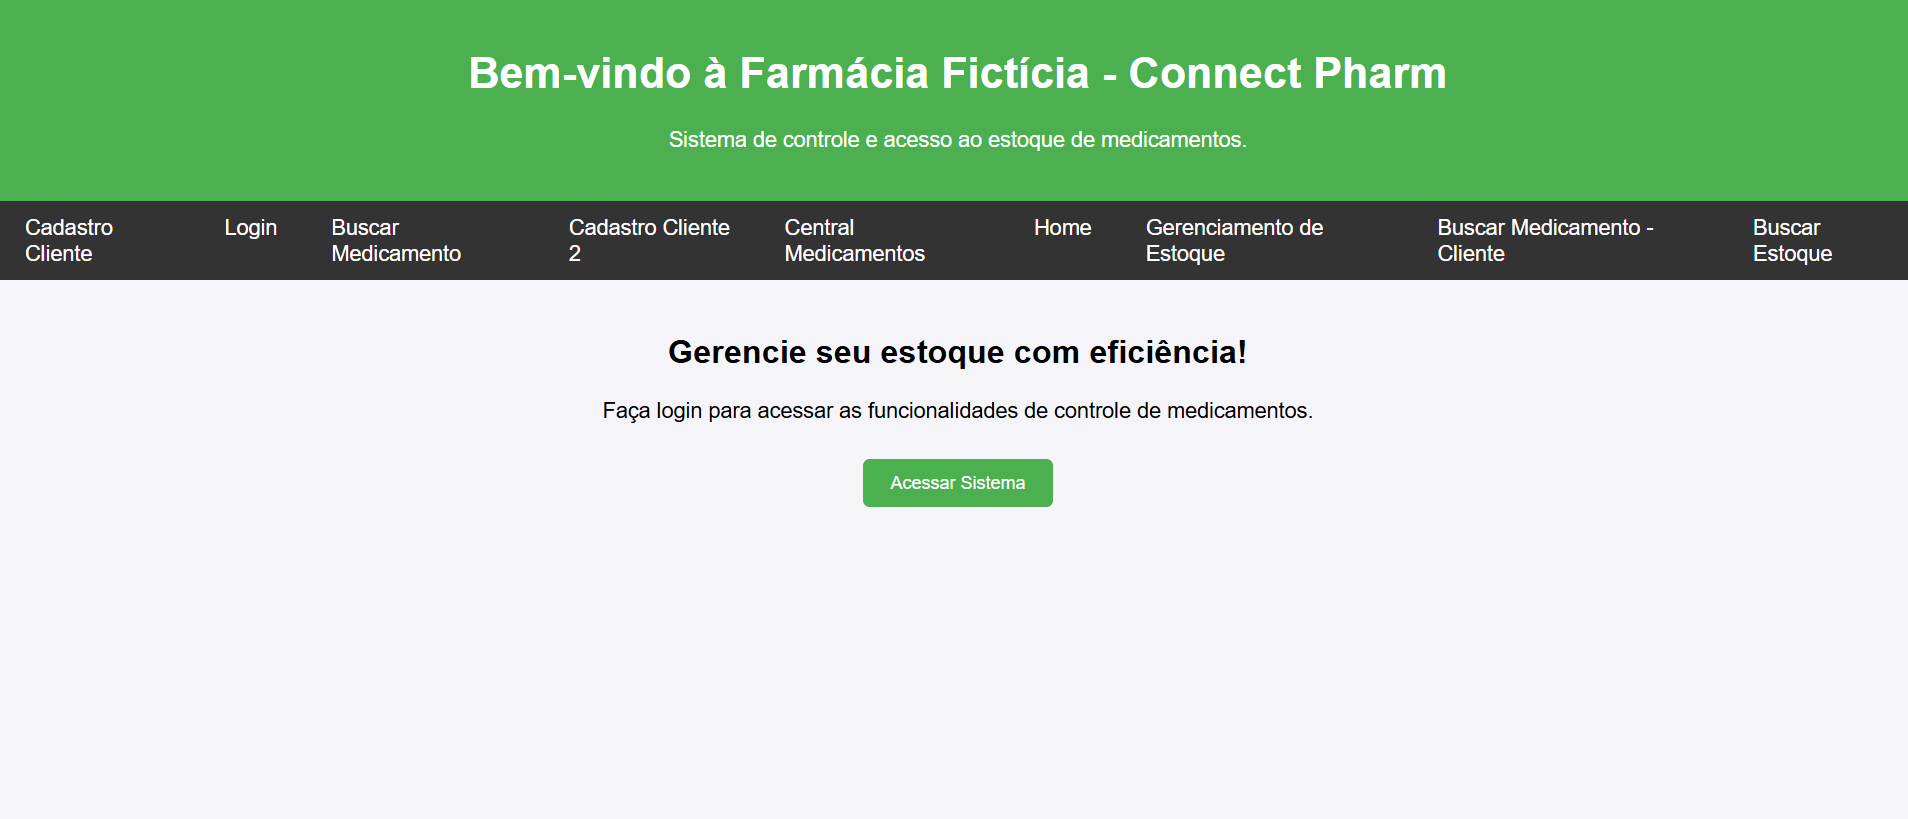 Bem-vindo à Farmácia Fictícia - Connect Pharm
Sistema de controle e acesso ao estoque de medicamentos.
Cadastro
Cliente
Login
Buscar
Medicamento
Cadastro Cliente
2
Central
Medicamentos
Home
Gerenciamento de
Estoque
Buscar Medicamento -
Cliente
Buscar
Estoque
Gerencie seu estoque com eficiência!
Faça login para acessar as funcionalidades de controle de medicamentos.
Acessar Sistema